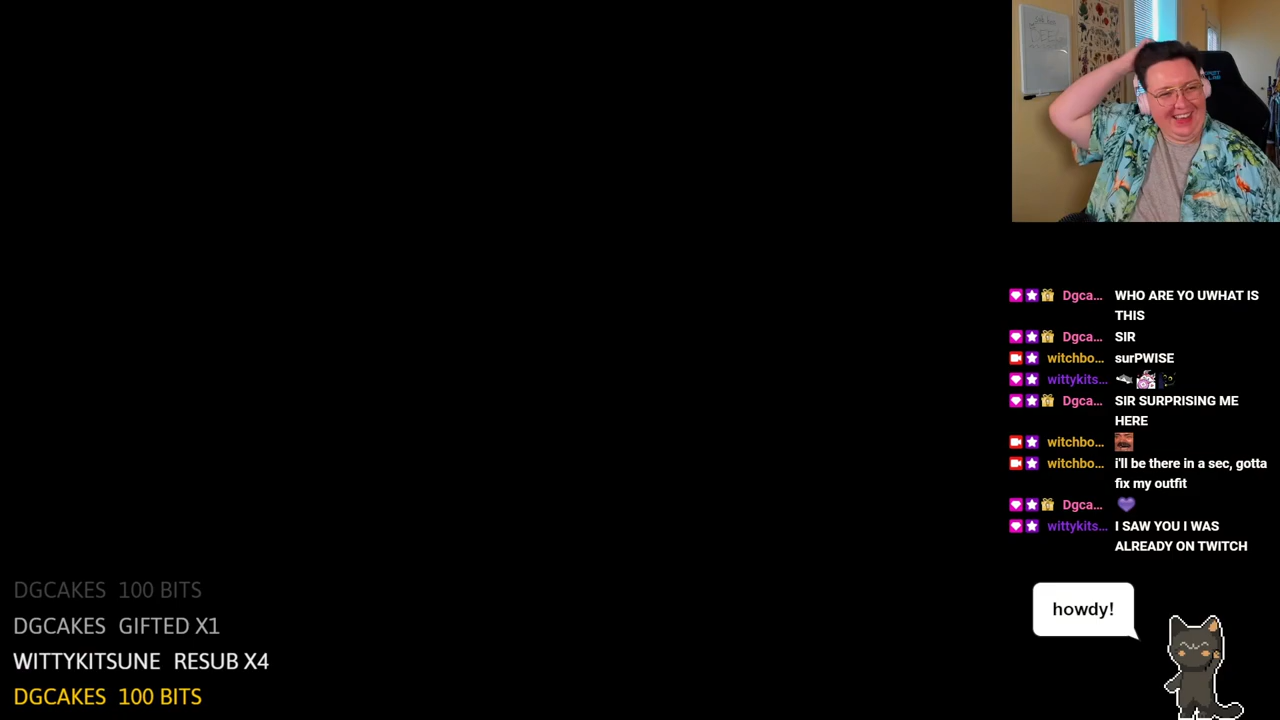 Dgca... WHO ARE YO UWHAT IS
THIS
Dgca... SIR
witchbo... surPWISE
wittykits...
Dgca... SIR SURPRISING ME
HERE
witchbo...
witchbo... i'll be there in a sec, gotta
fix my outfit
Dgca...
wittykits... I SAW YOU I WAS
ALREADY ON TWITCH
DGCAKES 100 BITS
howdy!
DGCAKES GIFTED X1
WITTYKITSUNE RESUB X4
DGCAKES 100 BITS